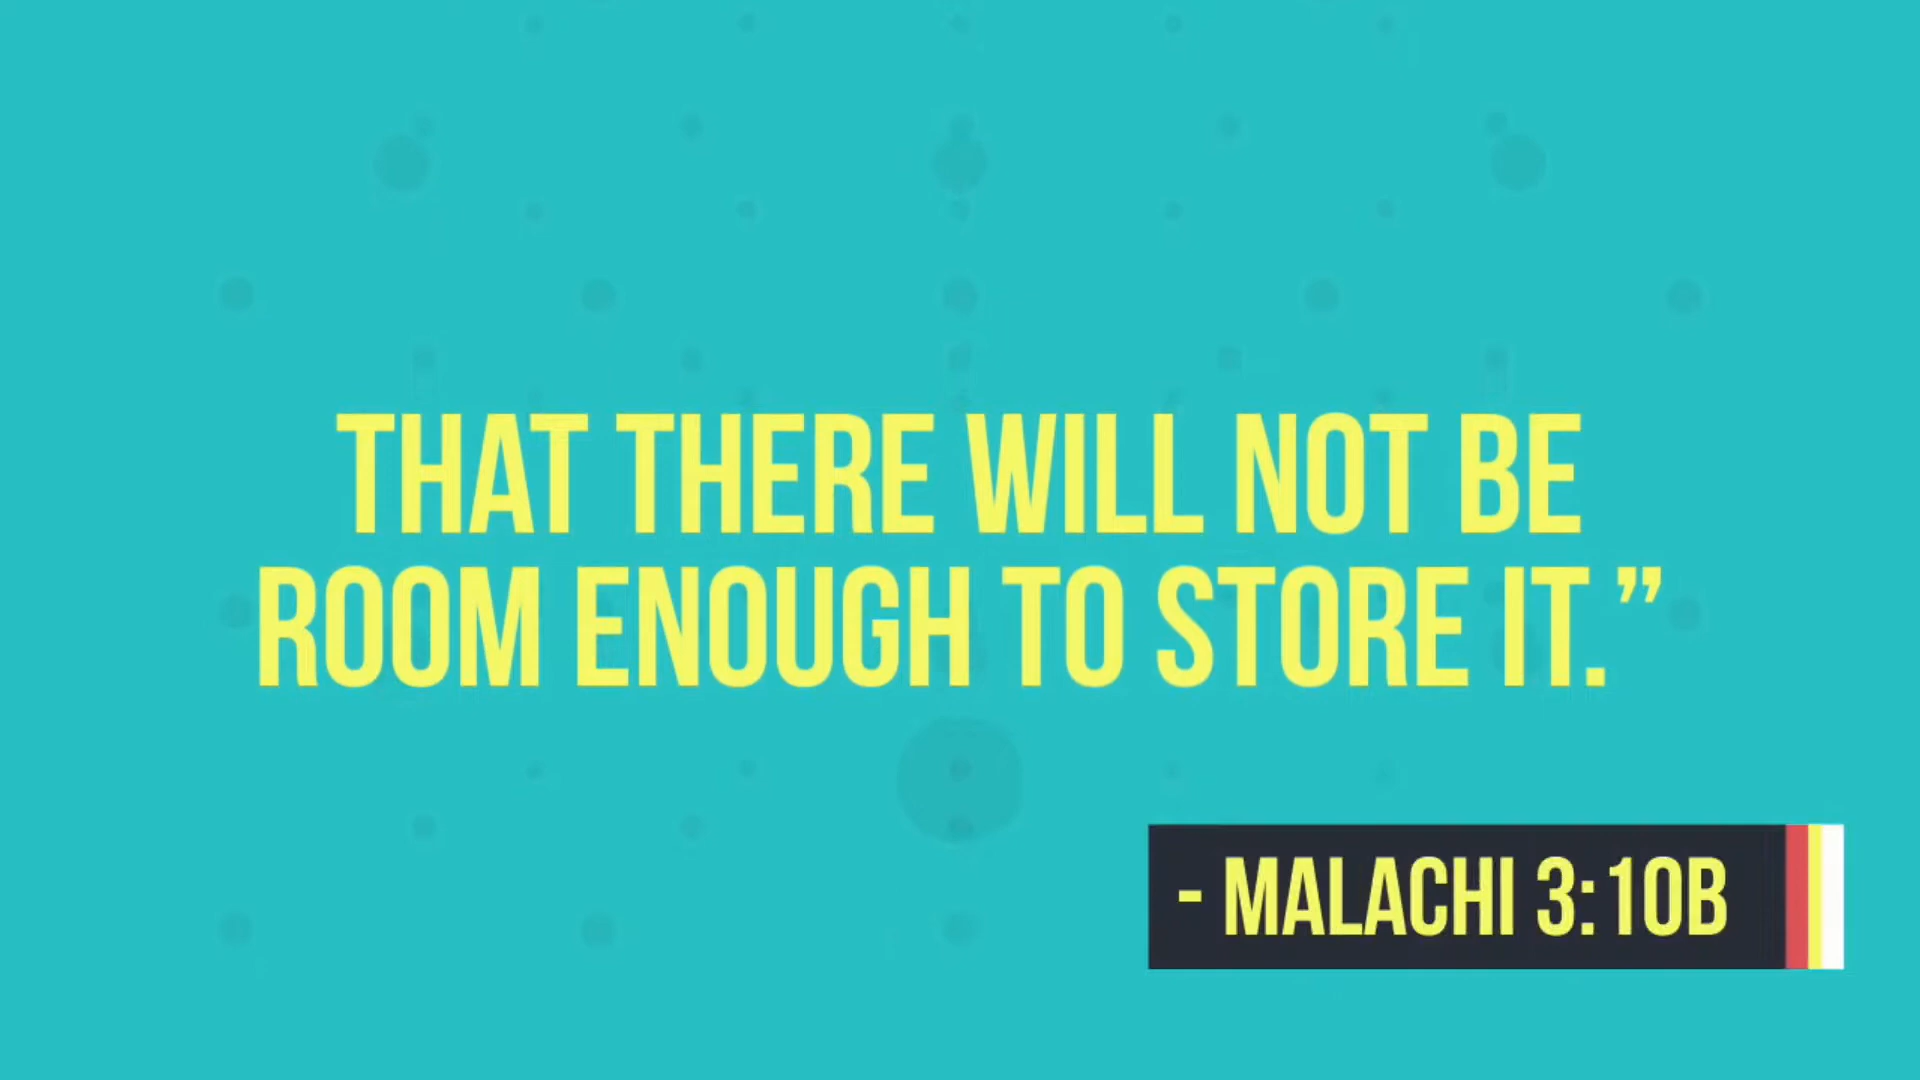 THAT THERE WILL NOT BE
ROOM ENOUGH TO STORE IT.”
- MALACHI 3:10B